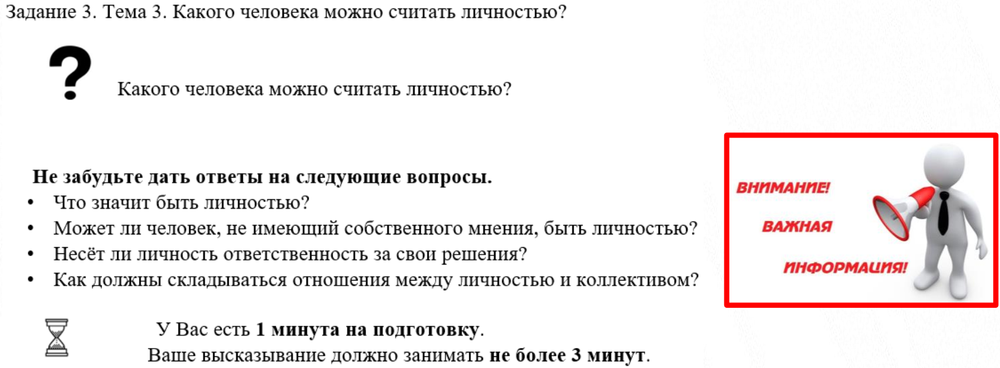 Задание 3. Тема 3. Какого человека можно считать личностью?
?
Какого человека можно считать личностью?
Не забудьте дать ответы на следующие вопросы.
• Что значит быть личностью?
• Может ли человек, не имеющий собственного мнения, быть личностью?
• Несёт ли личность ответственность за свои решения?
• Как должны складываться отношения между личностью и коллективом?
ВНИМАНИЕ!
ВАЖНАЯ
ИНФОРМАЦИЯ!
У Вас есть 1 минута на подготовку.
Ваше высказывание должно занимать не более 3 минут.